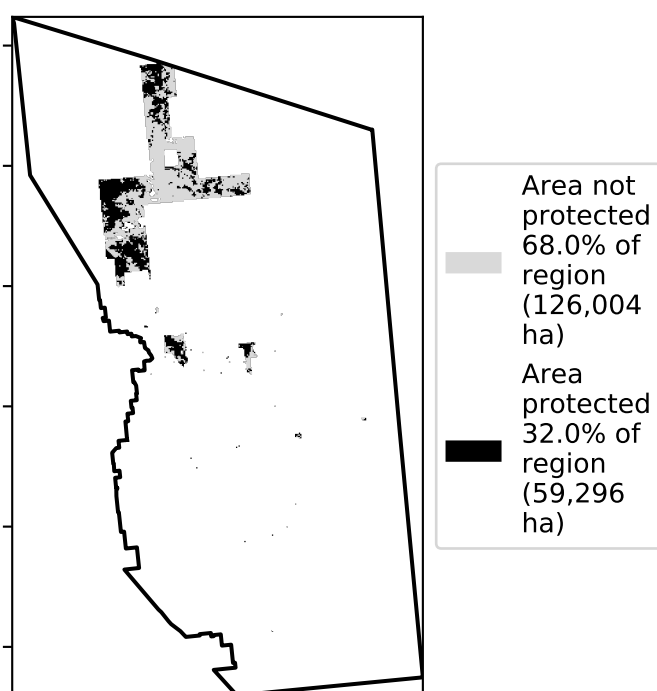 Area not
protected
68.0% of
region
(126,004
ha)
Area
protected
32.0% of
region
(59,296
ha)